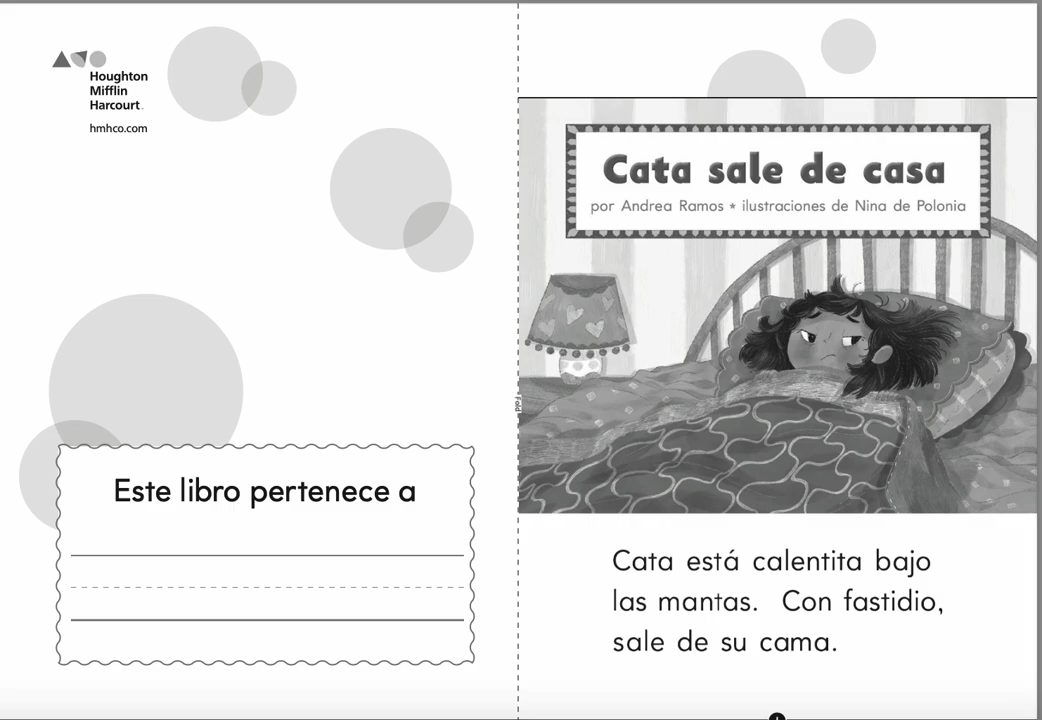 Houghton
Mifflin
Harcourt.
hmhco.com
Este libro pertenece a
Fold
Cata sale de casa
por Andrea Ramos * ilustraciones de Nina de Polonia
Cata está calentita bajo
las mantas. Con fastidio,
sale de su cama.